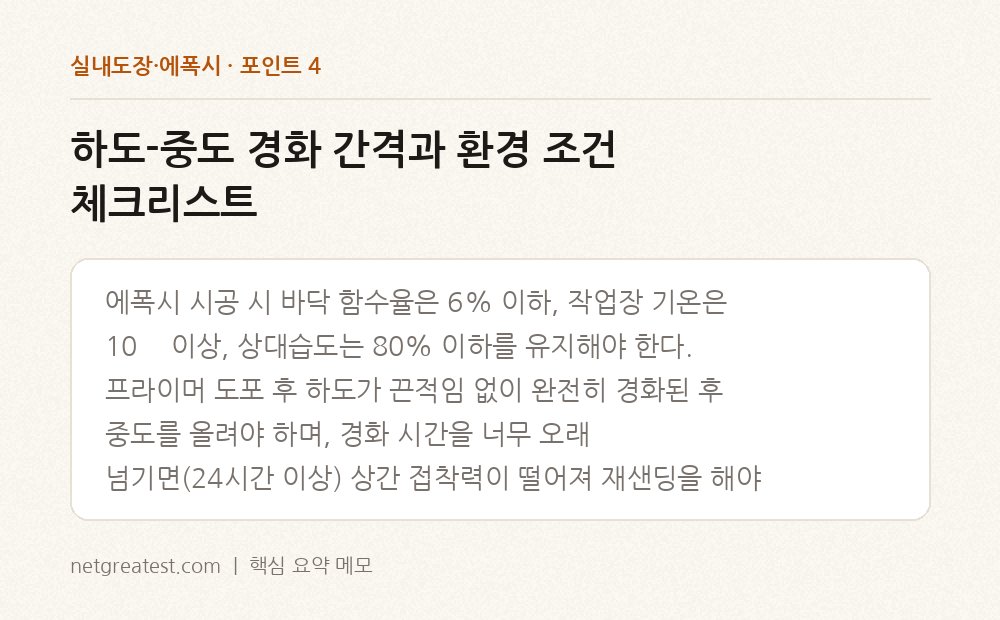 실내도장·에폭시 · 포인트 4
하도-중도 경화 간격과 환경 조건
체크리스트
에폭시 시공 시 바닥 함수율은 6% 이하, 작업장 기온은
10 이상, 상대습도는 80% 이하를 유지해야 한다.
프라이머 도포 후 하도가 끈적임 없이 완전히 경화된 후
중도를 올려야 하며, 경화 시간을 너무 오래
넘기면(24시간 이상) 상간 접착력이 떨어져 재샌딩을 해야
netgreatest.com | 핵심 요약 메모